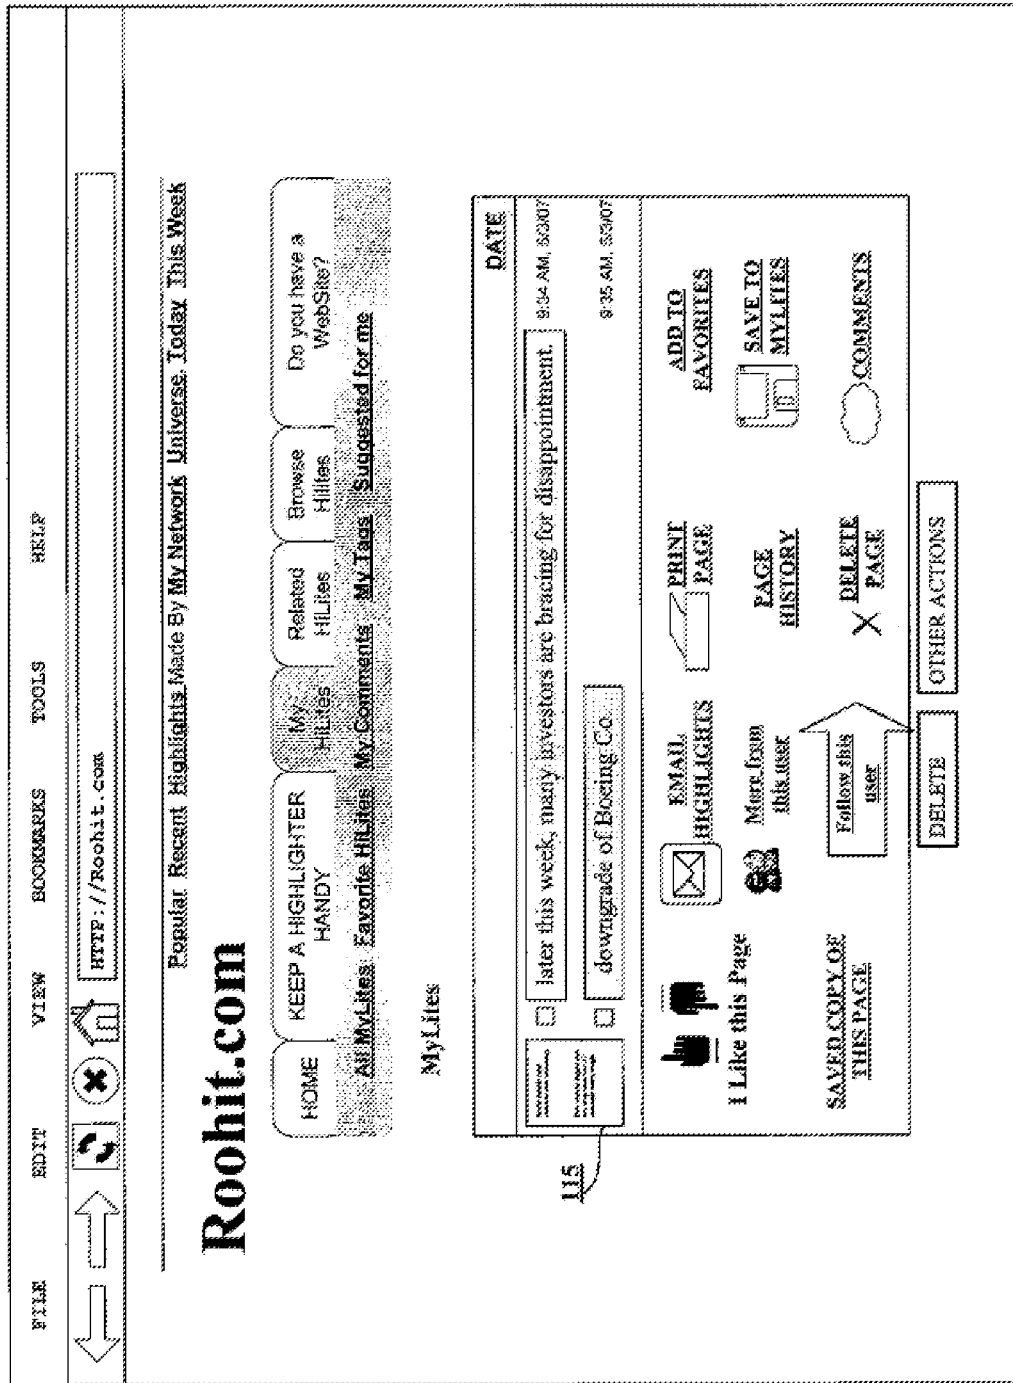 FILE EDIT VIEW BOOKMARKS TOOLS HELP
HTTP://Roohit.com
Popular Recent Highlights Made By My Network Universe Today This Week
Roohit.com
HOME
KEEP A HIGHLIGHTER
HANDY
My
HiLites
Related
HiLites
Browse
Hilites
Do you have a
WebSite?
All MyLites Favorite HiLites My Comments My Tags Suggested for me
MyLites
DATE
later this week, many investors are bracing for disappointment.
9:34 AM, 5/3/07
downgrade of Boeing Co.
9:35 AM, 5/3/07
115
I Like this Page
EMAIL
HIGHLIGHTS
PRINT
PAGE
ADD TO
FAVORITES
More from
this user
PAGE
HISTORY
SAVE TO
MYLITES
SAVED COPY OF
THIS PAGE
Follow this
user
DELETE
PAGE
COMMENTS
DELETE
OTHER ACTIONS